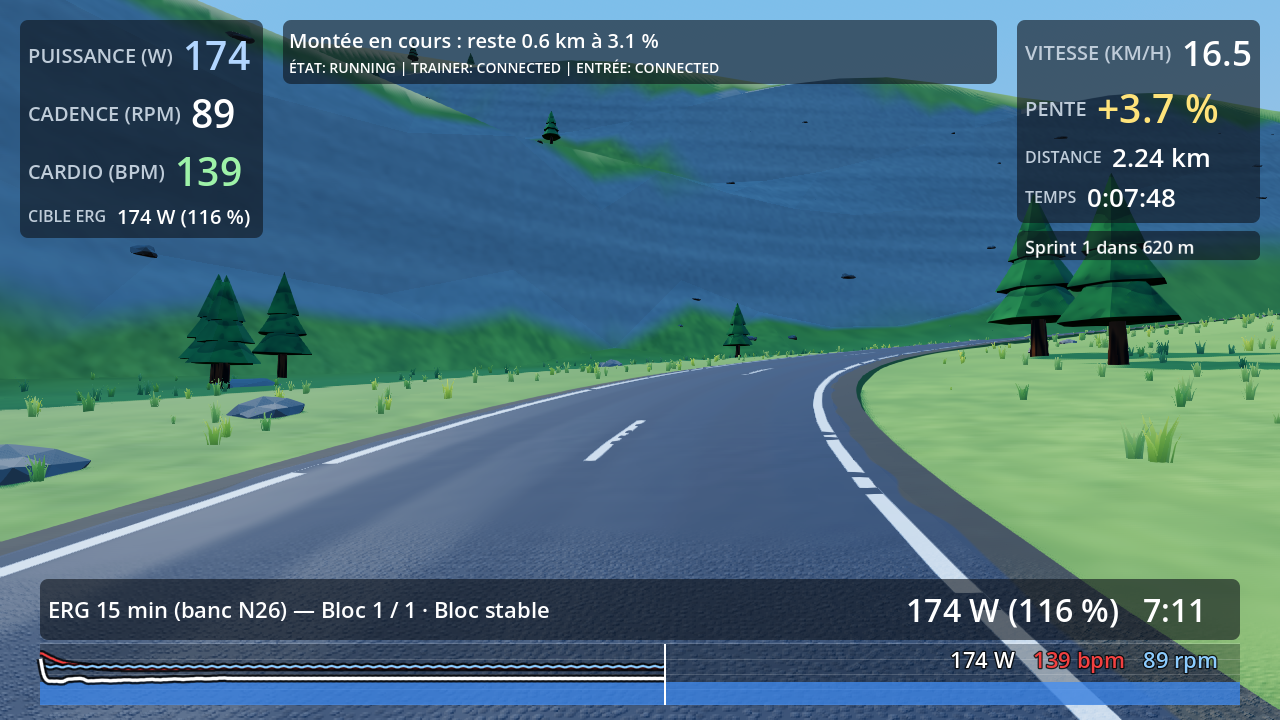 PUISSANCE (W) 174
CADENCE (RPM) 89
CARDIO (BPM) 139
CIBLE ERG 174 W (116 %)
Montée en cours : reste 0.6 km à 3.1 %
ÉTAT: RUNNING | TRAINER: CONNECTED | ENTRÉE: CONNECTED
VITESSE (KM/H) 16.5
PENTE +3.7 %
DISTANCE 2.24 km
TEMPS 0:07:48
Sprint 1 dans 620 m
ERG 15 min (banc N26) — Bloc 1 / 1 · Bloc stable 174 W (116 %) 7:11
174 W 139 bpm 89 rpm